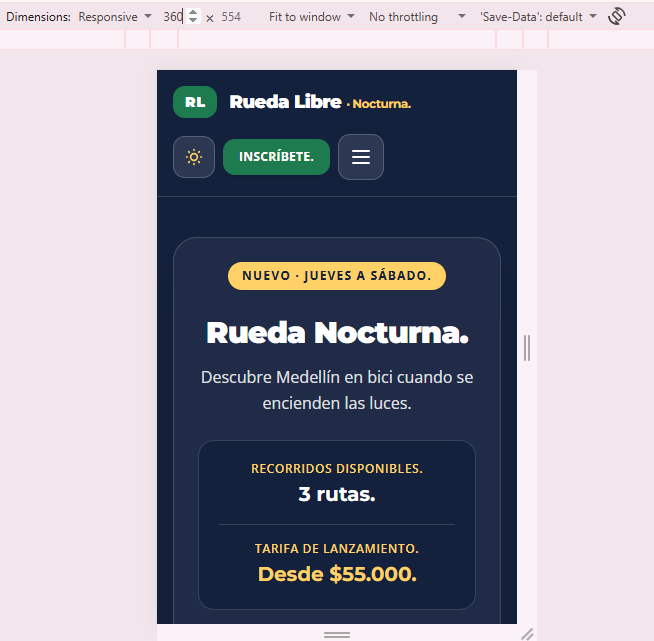 Dimensions: Responsive 360 x 554 Fit to window No throttling 'Save-Data': default
RL Rueda Libre · Nocturna.
INSCRÍBETE.
NUEVO · JUEVES A SÁBADO.
Rueda Nocturna.
Descubre Medellín en bici cuando se
encienden las luces.
RECORRIDOS DISPONIBLES.
3 rutas.
TARIFA DE LANZAMIENTO.
Desde $55.000.